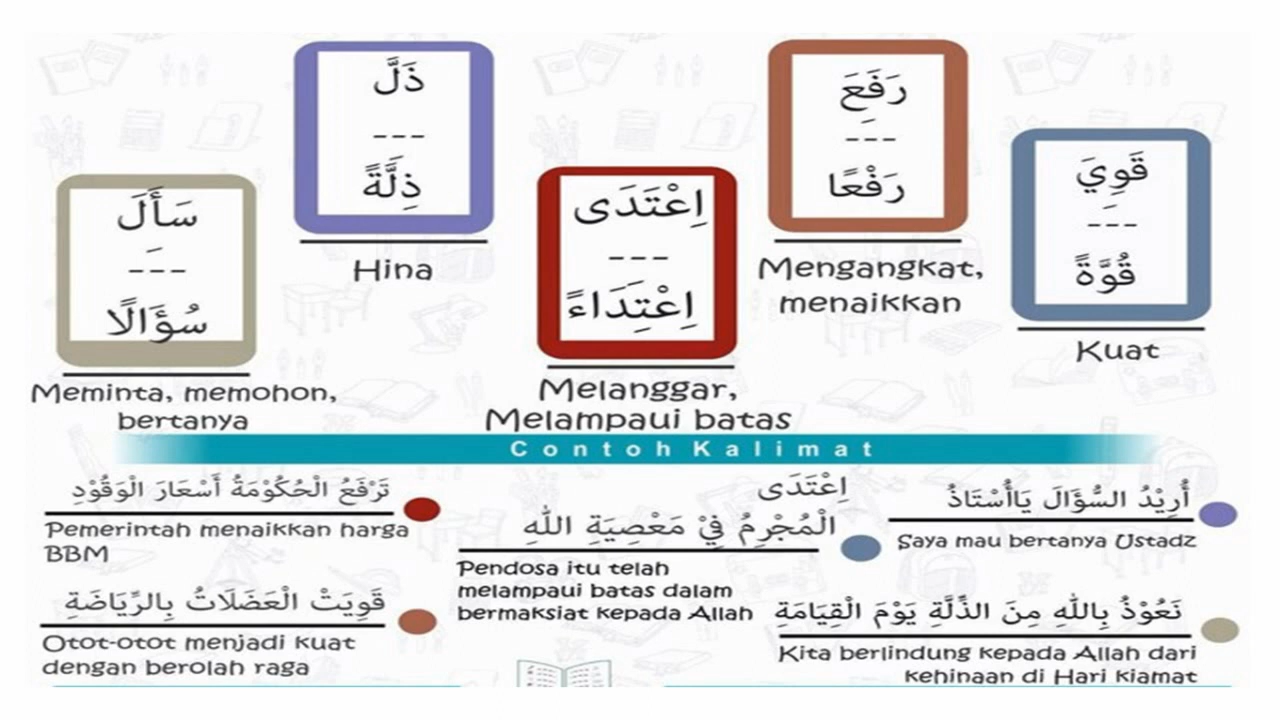 ذَلَّ
---
ذِلَّةً
Hina
رَفَعَ
---
رَفْعًا
Mengangkat,
menaikkan
قَوِيَ
---
قُوَّةً
Kuat
سَأَلَ
---
سُؤَالًا
Meminta, memohon,
bertanya
اِعْتَدَى
---
اِعْتِدَاءً
Melanggar,
Melampaui batas
Contoh Kalimat
تَرْفَعُ الْحُكُوْمَةُ أَسْعَارَ الْوَقُوْدِ
Pemerintah menaikkan harga
BBM
قَوِيَتْ الْعَضَلَاتُ بِالرِّيَاضَةِ
Otot-otot menjadi kuat
dengan berolah raga
اِعْتَدَى
الْمُجْرِمُ فِيْ مَعْصِيَةِ اللهِ
Pendosa itu telah
melampaui batas dalam
bermaksiat kepada Allah
أُرِيْدُ السُّؤَالَ يَاأُسْتَاذُ
Saya mau bertanya Ustadz
نَعُوْذُ بِاللهِ مِنَ الذِّلَّةِ يَوْمَ الْقِيَامَةِ
Kita berlindung kepada Allah dari
kehinaan di Hari kiamat